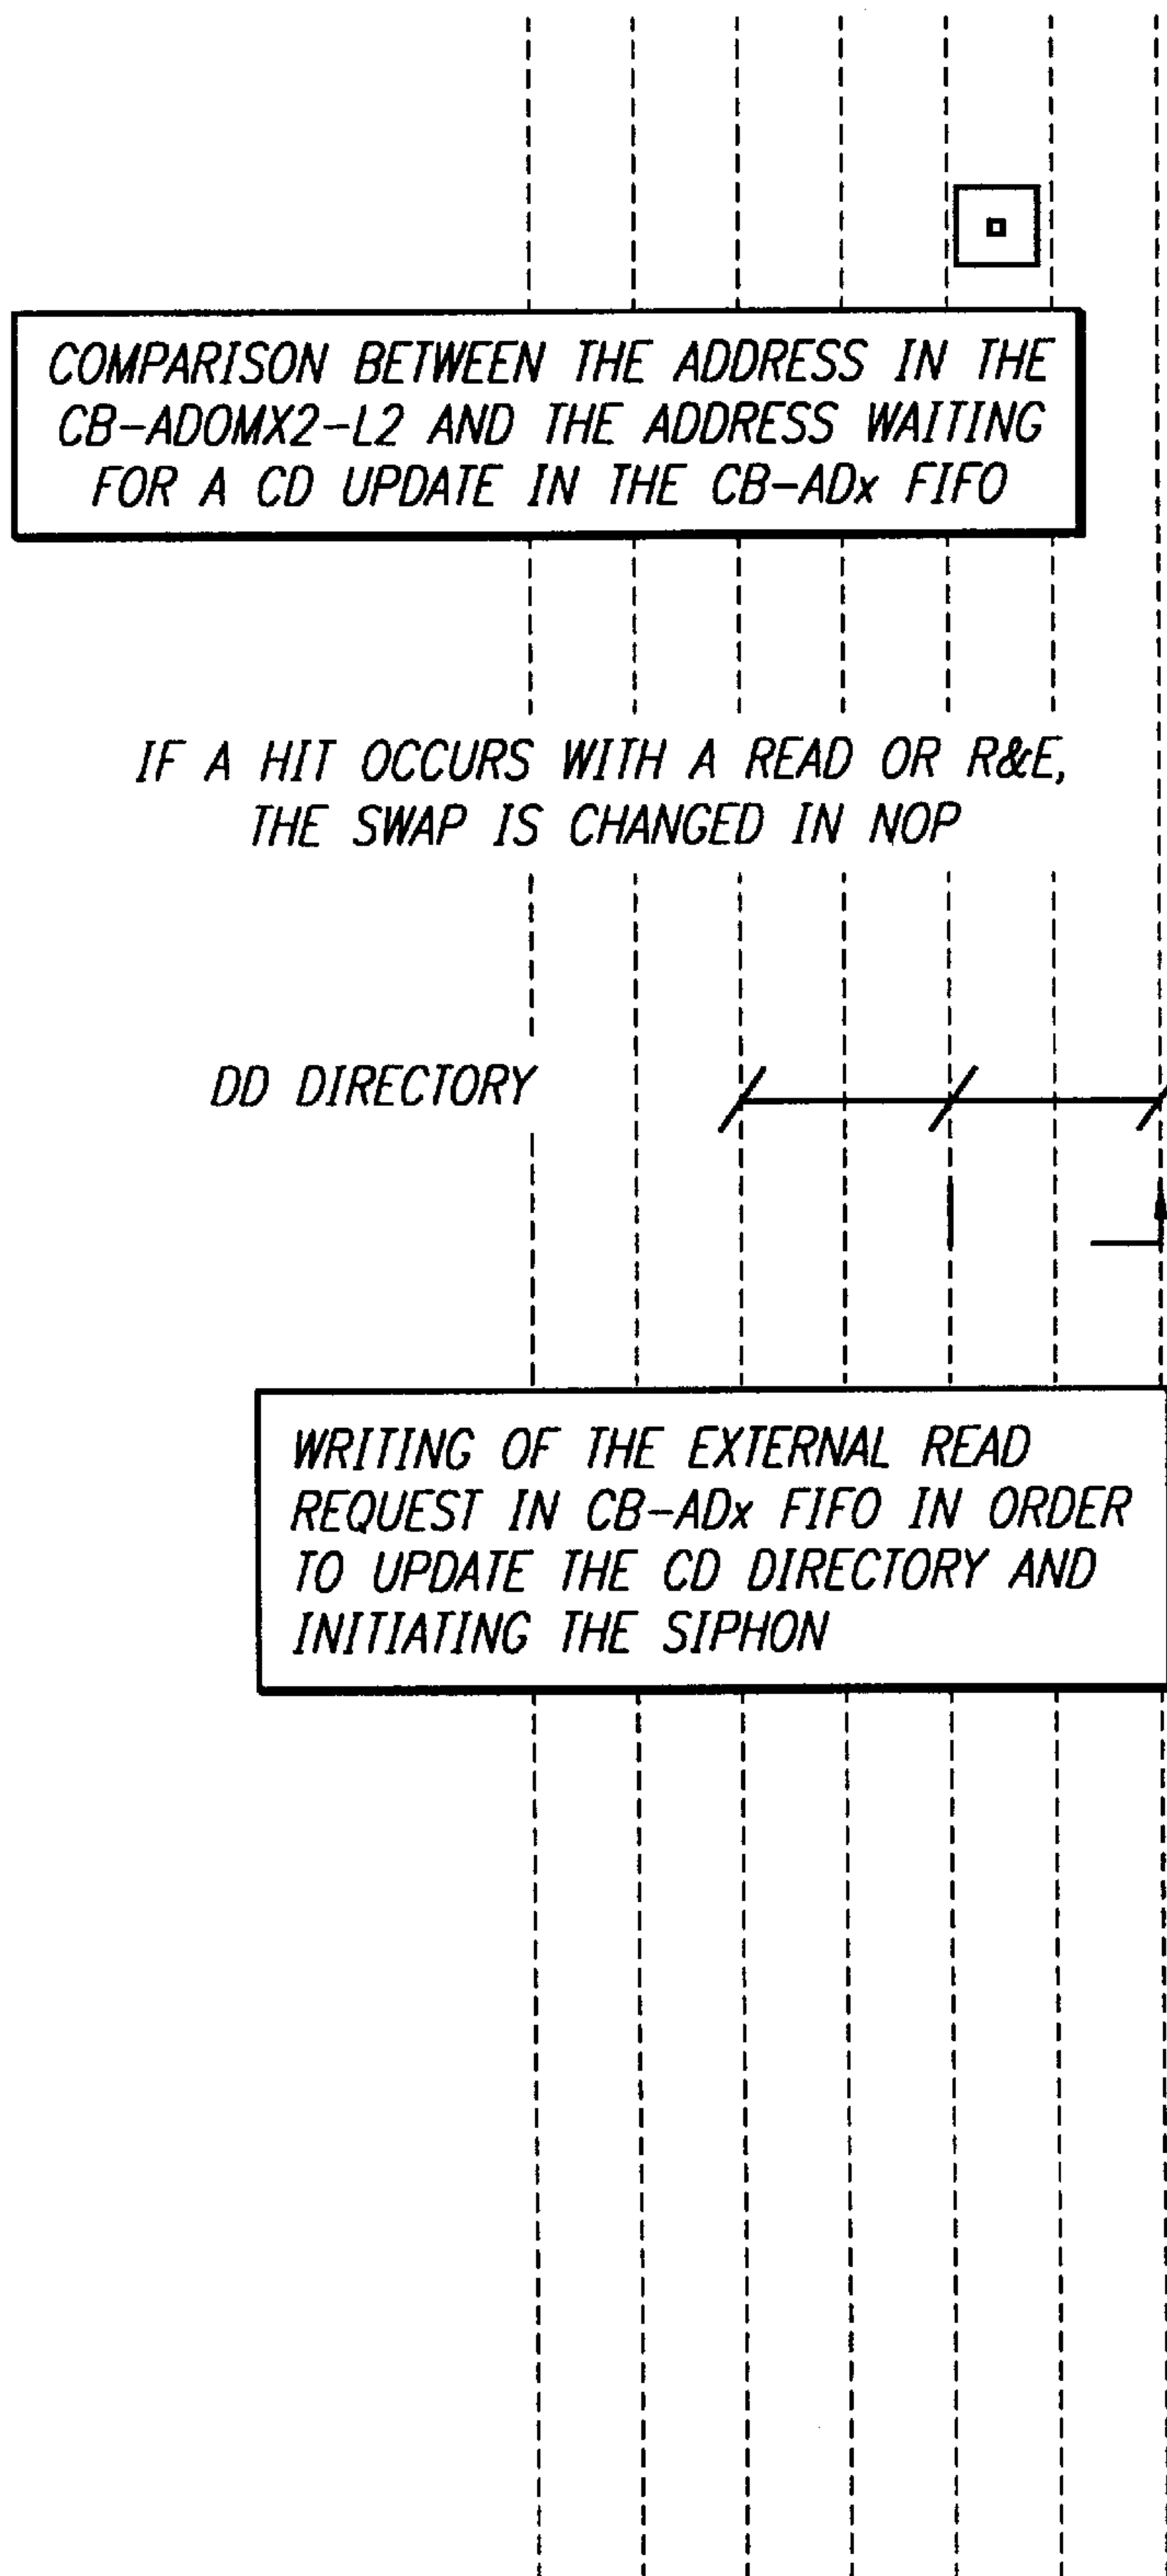 COMPARISON BETWEEN THE ADDRESS IN THE
CB-ADOMX2-L2 AND THE ADDRESS WAITING
FOR A CD UPDATE IN THE CB-ADx FIFO
IF A HIT OCCURS WITH A READ OR R&E,
THE SWAP IS CHANGED IN NOP
DD DIRECTORY
WRITING OF THE EXTERNAL READ
REQUEST IN CB-ADx FIFO IN ORDER
TO UPDATE THE CD DIRECTORY AND
INITIATING THE SIPHON